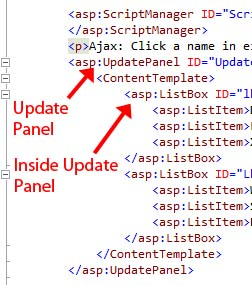 <asp:ScriptManager ID="Scri
</asp:ScriptManager>
<p>Ajax: Click a name in e
<asp:UpdatePanel ID="Updat
<ContentTemplate>
<asp:ListBox ID="l
<asp:ListItem>
<asp:ListItem>
<asp:ListItem>
</asp:ListBox>
<asp:ListBox ID="L
<asp:ListItem>
<asp:ListItem>
<asp:ListItem>
</asp:ListBox>
</ContentTemplate>
</asp:UpdatePanel>
Update
Panel
Inside Update
Panel